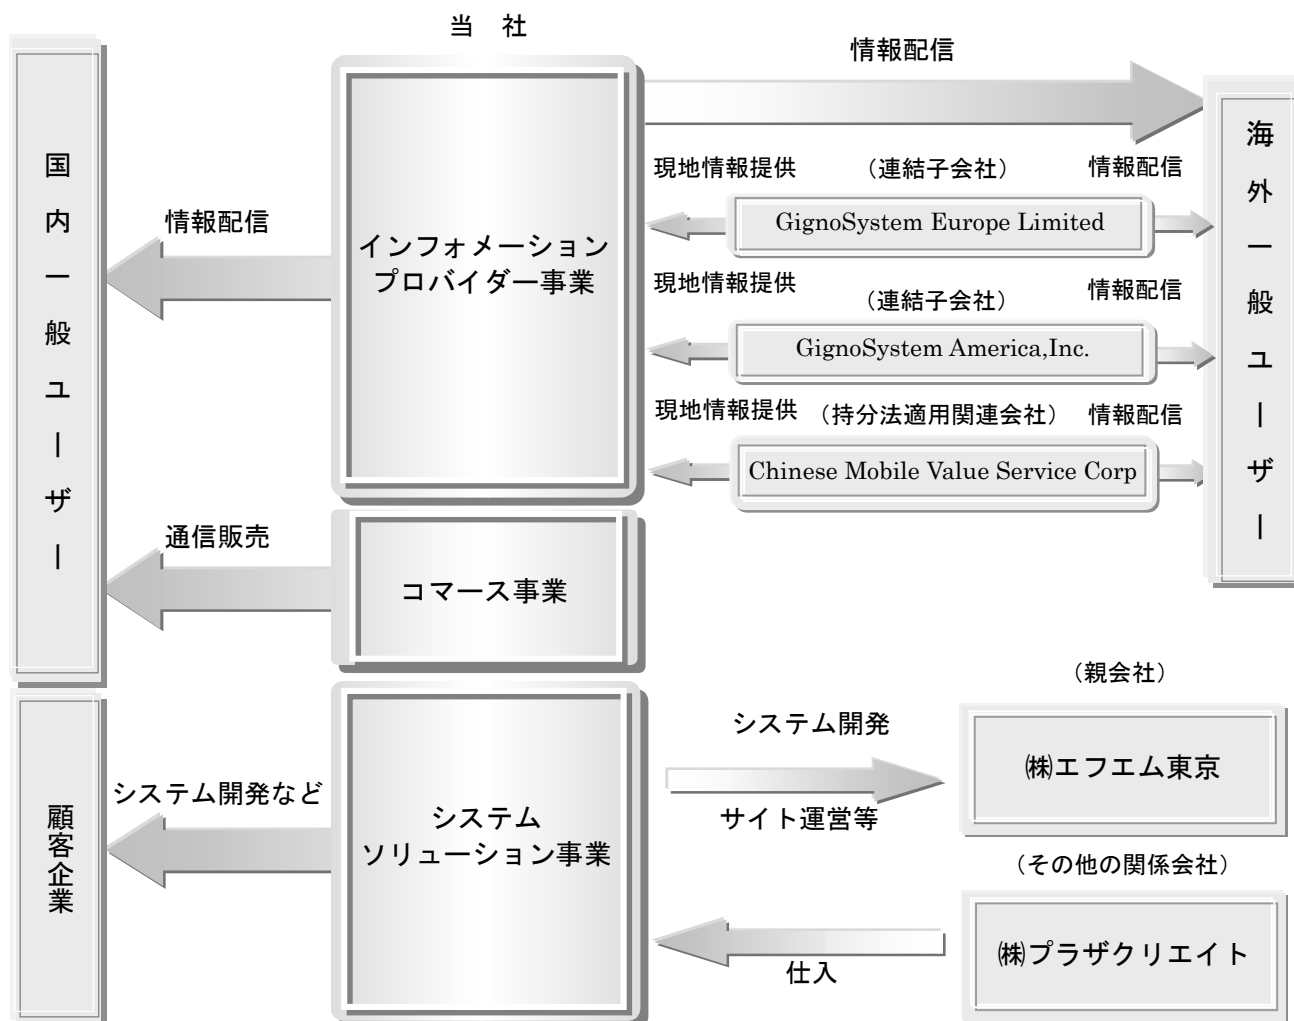 当　社
国内一般ユーザー
情報配信
インフォメーション
プロバイダー事業
情報配信
海外一般ユーザー
現地情報提供
（連結子会社）
情報配信
GignoSystem Europe Limited
現地情報提供
（連結子会社）
情報配信
GignoSystem America,Inc.
現地情報提供
（持分法適用関連会社）
情報配信
Chinese Mobile Value Service Corp
通信販売
コマース事業
顧客企業
システム開発など
システム
ソリューション事業
システム開発
サイト運営等
（親会社）
㈱エフエム東京
（その他の関係会社）
㈱プラザクリエイト
仕入